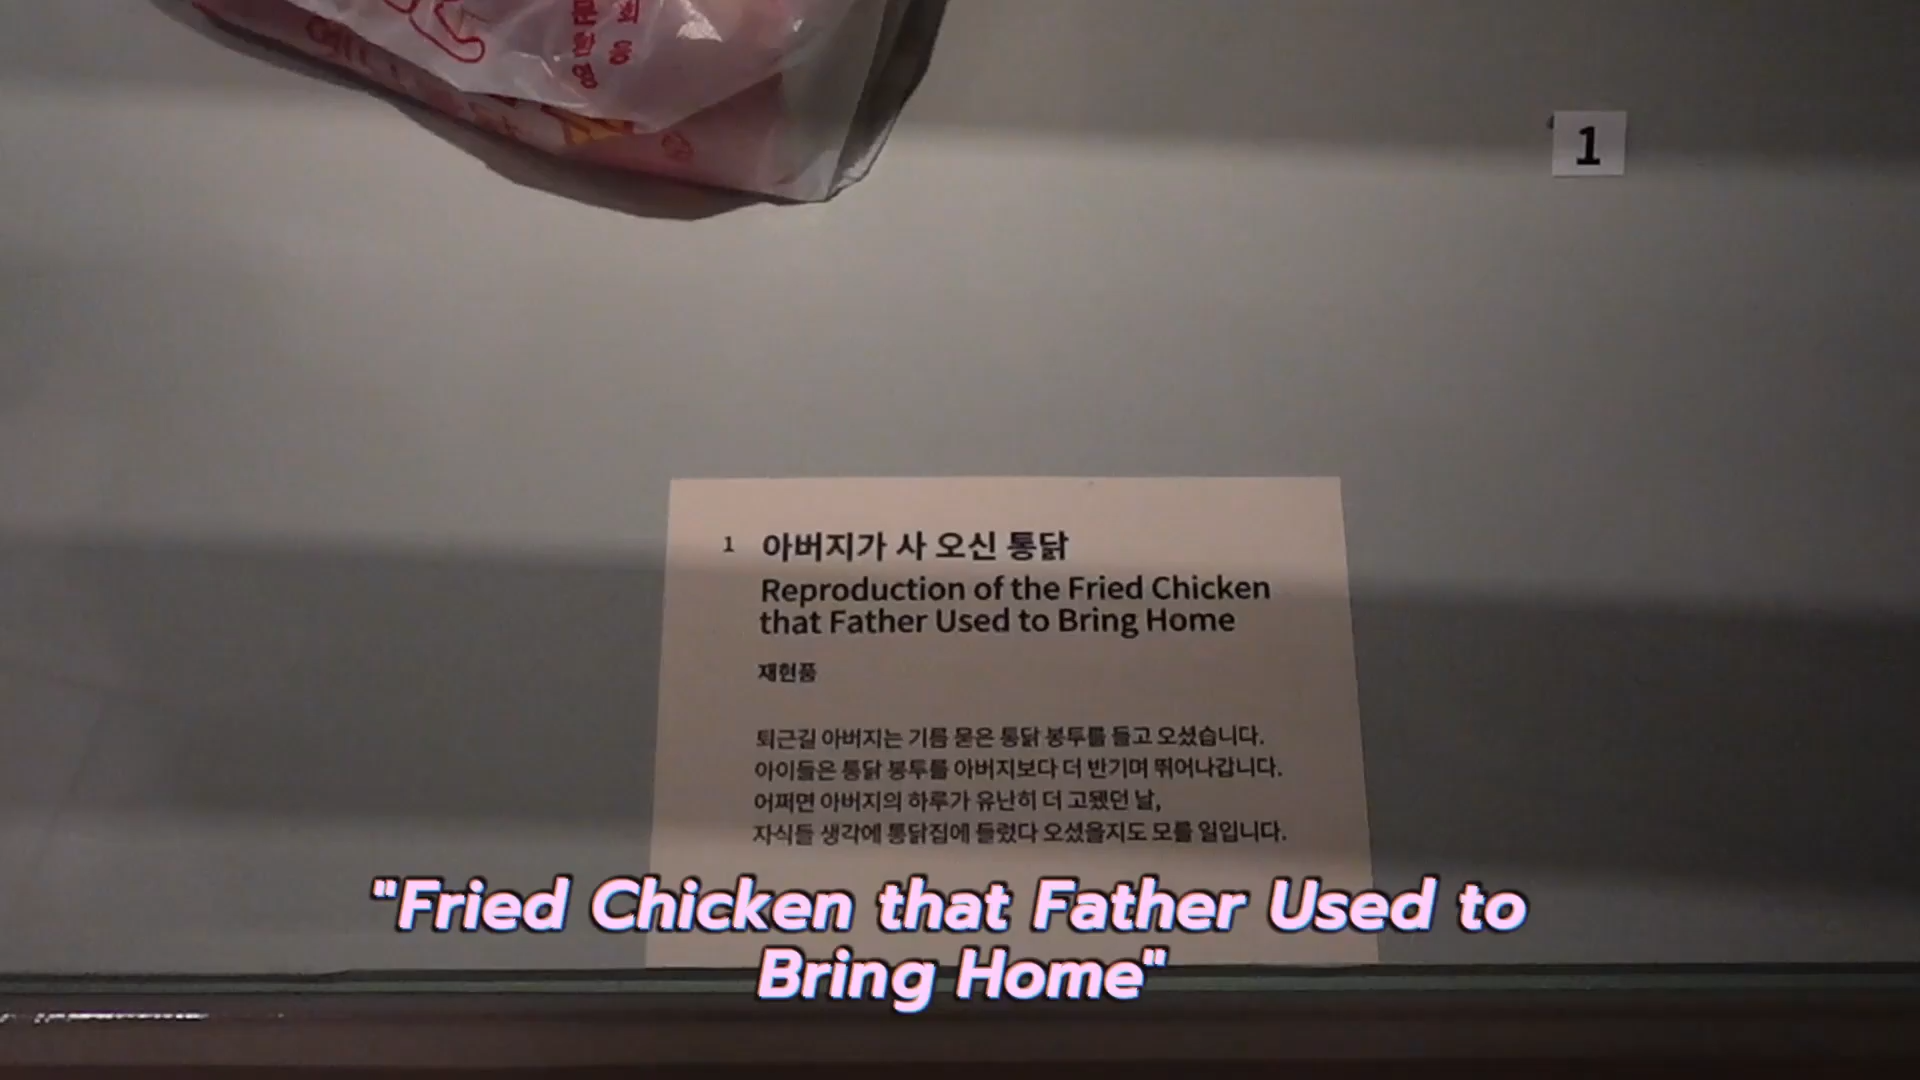 문환영
회응
1
1 아버지가 사 오신 통닭
Reproduction of the Fried Chicken
that Father Used to Bring Home
재현품
퇴근길 아버지는 기름 묻은 통닭 봉투를 들고 오셨습니다.
아이들은 통닭 봉투를 아버지보다 더 반기며 뛰어나갑니다.
어쩌면 아버지의 하루가 유난히 더 고됐던 날,
자식들 생각에 통닭집에 들렀다 오셨을지도 모를 일입니다.
"Fried Chicken that Father Used to
Bring Home"